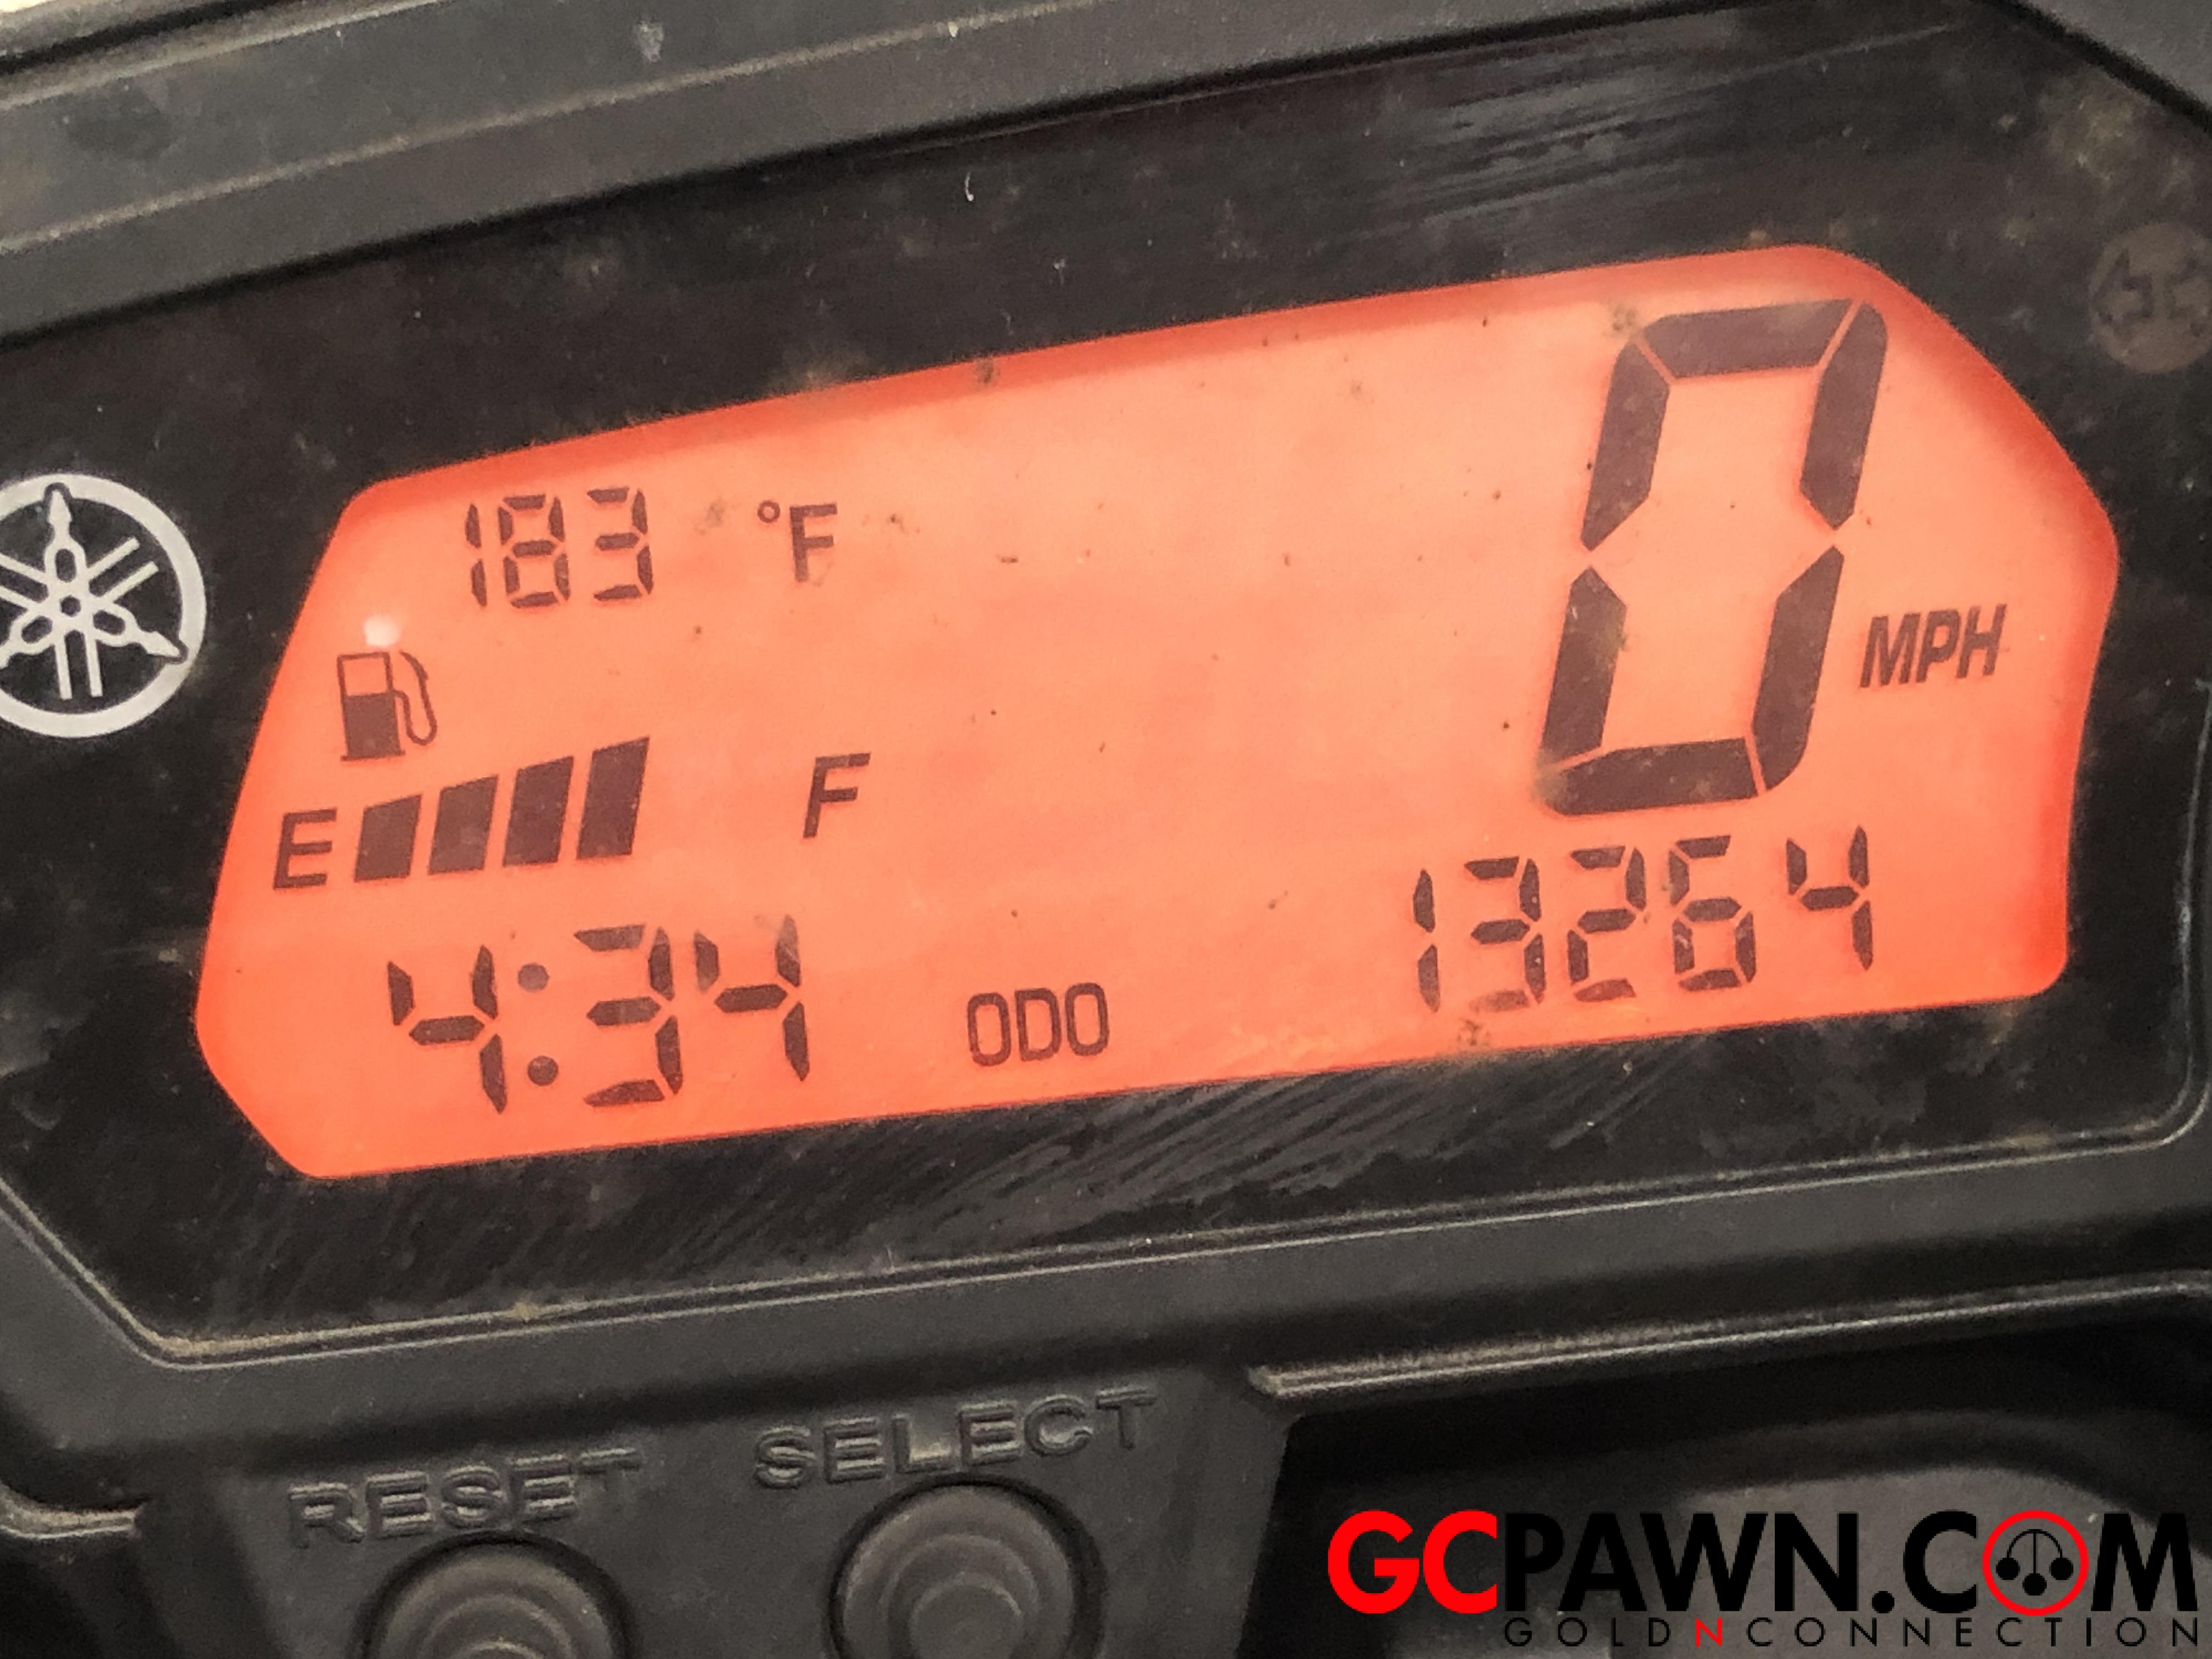 183 °F
0
MPH
E F
4:34 ODO 13264
RESET SELECT
GCPAWN.COM
GOLDNCONNECTION